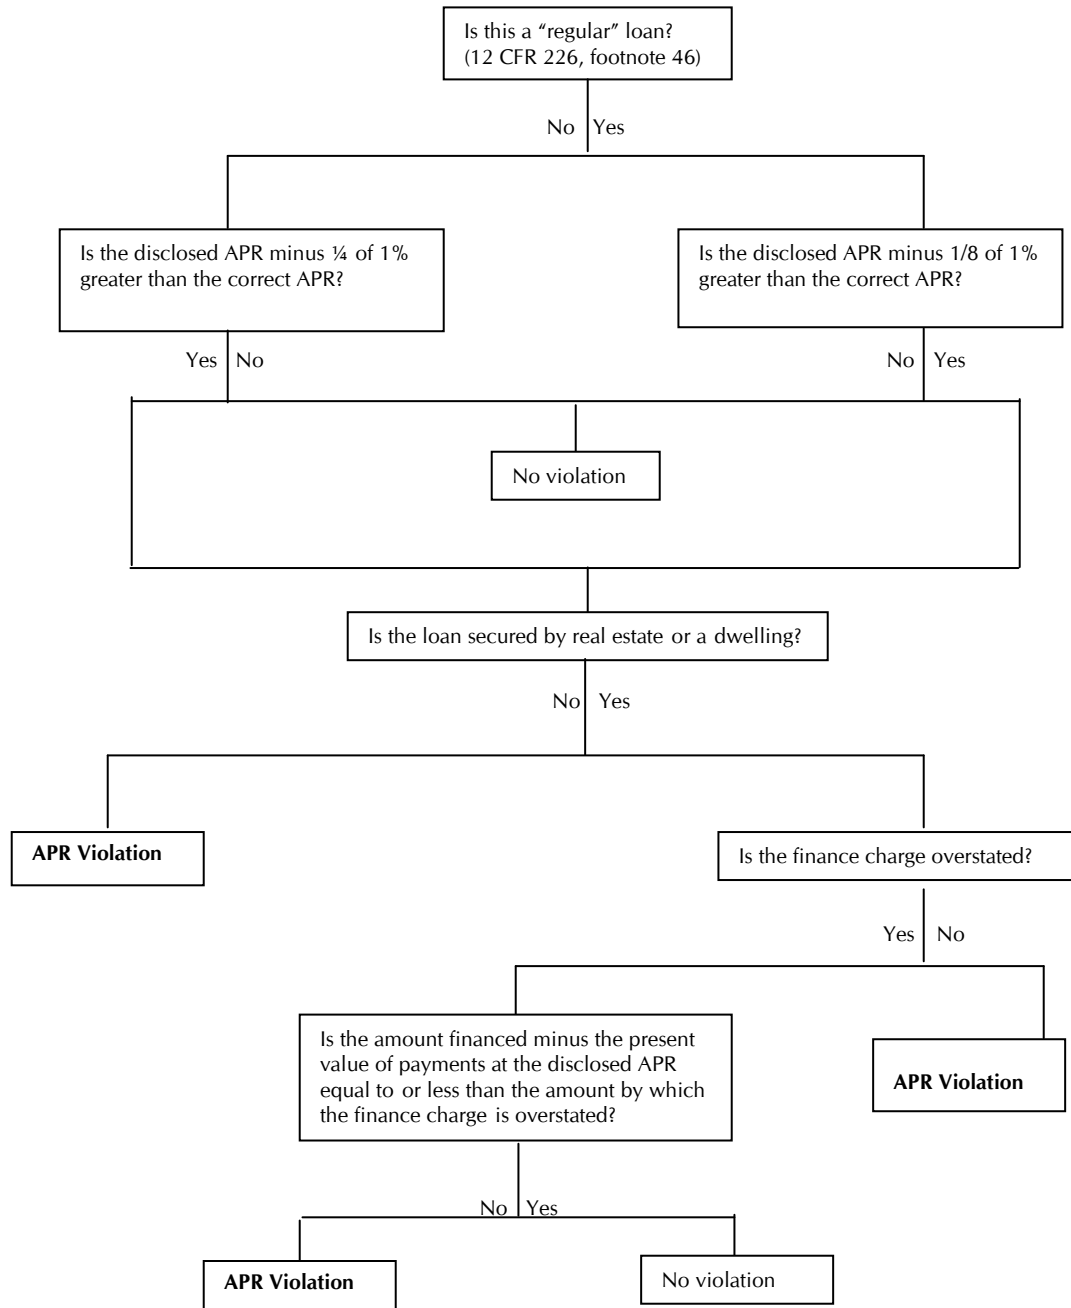 Is this a “regular” loan?
(12 CFR 226, footnote 46)
No Yes
Is the disclosed APR minus ¼ of 1%
greater than the correct APR?
Is the disclosed APR minus 1/8 of 1%
greater than the correct APR?
Yes No
No Yes
No violation
Is the loan secured by real estate or a dwelling?
No Yes
APR Violation
Is the finance charge overstated?
Yes No
Is the amount financed minus the present
value of payments at the disclosed APR
equal to or less than the amount by which
the finance charge is overstated?
APR Violation
No Yes
APR Violation
No violation